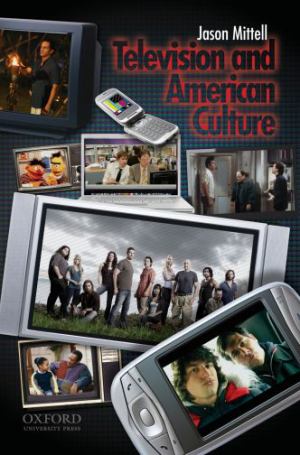 Jason Mittell
Television and
American
Culture
OXFORD
UNIVERSITY PRESS